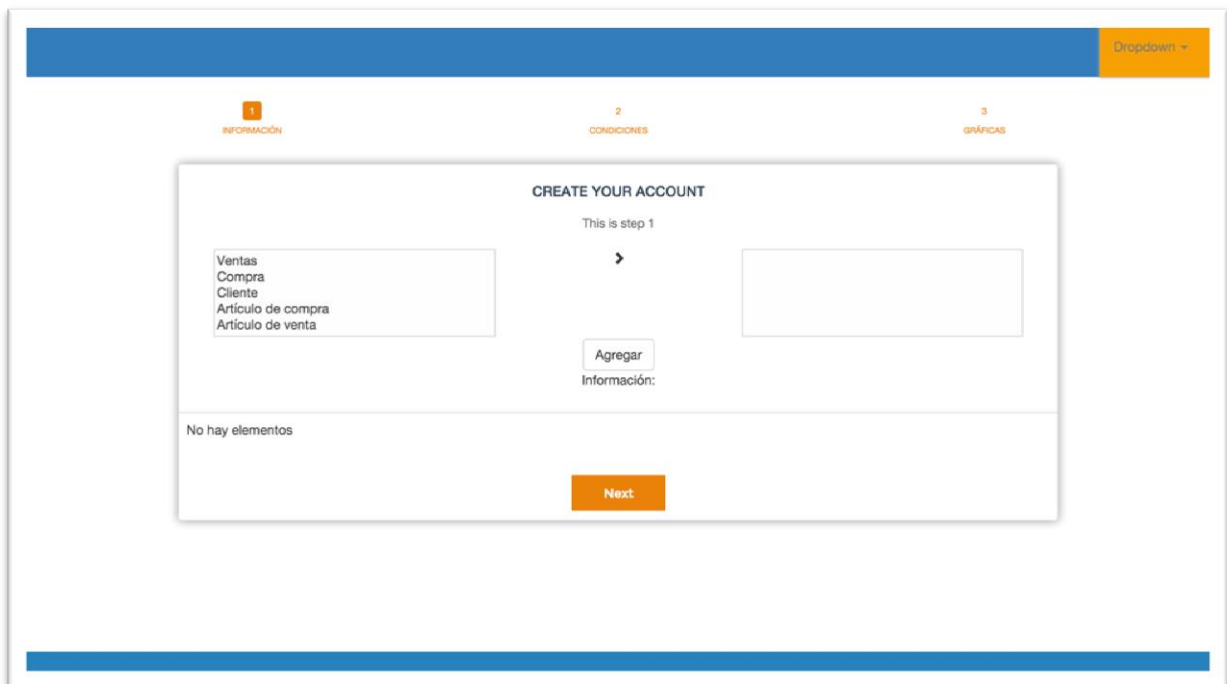 Dropdown
1
INFORMACIÓN
2
CONDICIONES
3
GRÁFICAS
CREATE YOUR ACCOUNT
This is step 1
Ventas
Compra
Cliente
Artículo de compra
Artículo de venta
Agregar
Información:
No hay elementos
Next